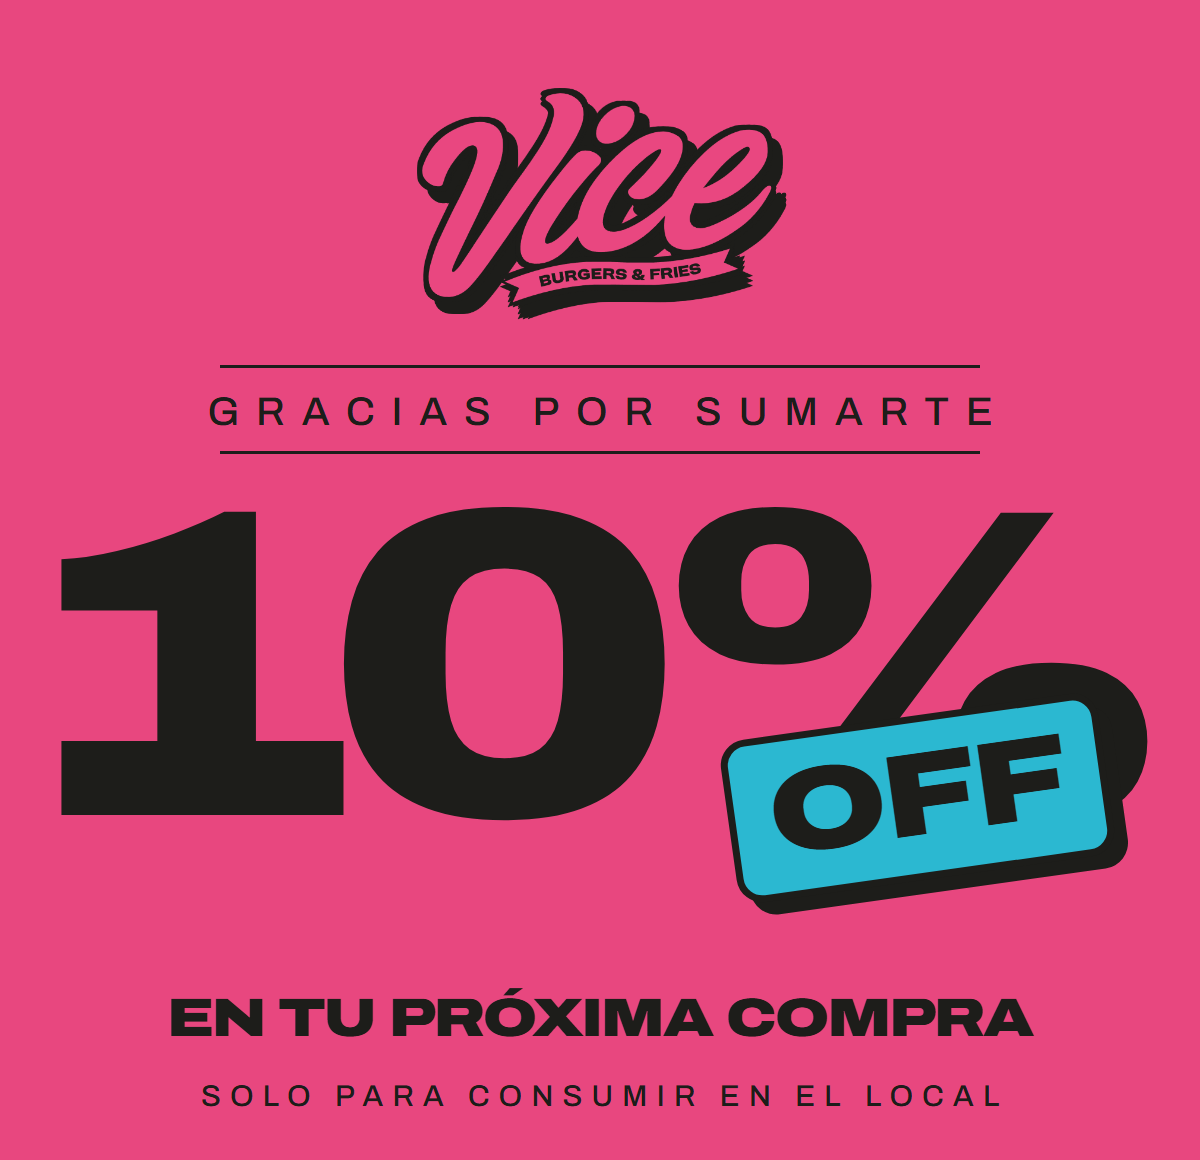 Vice
BURGERS & FRIES
GRACIAS POR SUMARTE
10%
OFF
EN TU PRÓXIMA COMPRA
SOLO PARA CONSUMIR EN EL LOCAL